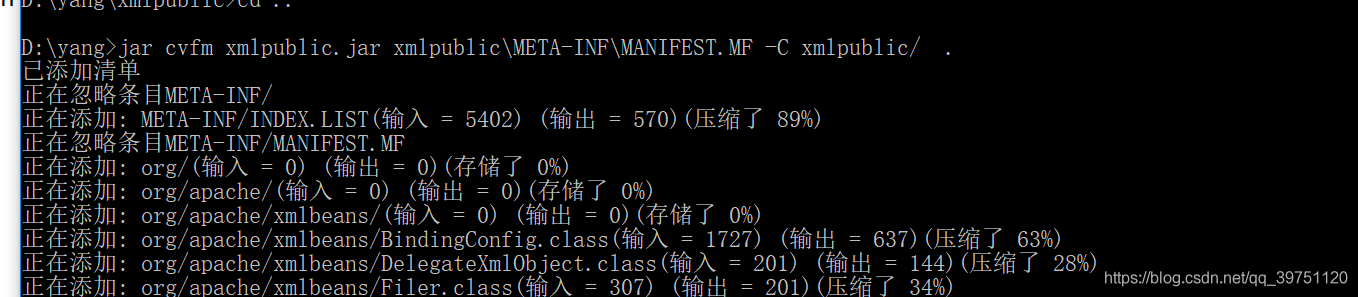 D:\yang\xmlpublic>cd ..
D:\yang>jar cvfm xmlpublic.jar xmlpublic\META-INF\MANIFEST.MF -C xmlpublic/  .
已添加清单
正在忽略条目META-INF/
正在添加: META-INF/INDEX.LIST(输入 = 5402) (输出 = 570)(压缩了 89%)
正在忽略条目META-INF/MANIFEST.MF
正在添加: org/(输入 = 0) (输出 = 0)(存储了 0%)
正在添加: org/apache/(输入 = 0) (输出 = 0)(存储了 0%)
正在添加: org/apache/xmlbeans/(输入 = 0) (输出 = 0)(存储了 0%)
正在添加: org/apache/xmlbeans/BindingConfig.class(输入 = 1727) (输出 = 637)(压缩了 63%)
正在添加: org/apache/xmlbeans/DelegateXmlObject.class(输入 = 201) (输出 = 144)(压缩了 28%)
正在添加: org/apache/xmlbeans/Filer.class(输入 = 307) (输出 = 201)(压缩了 34%)
https://blog.csdn.net/qq_39751120